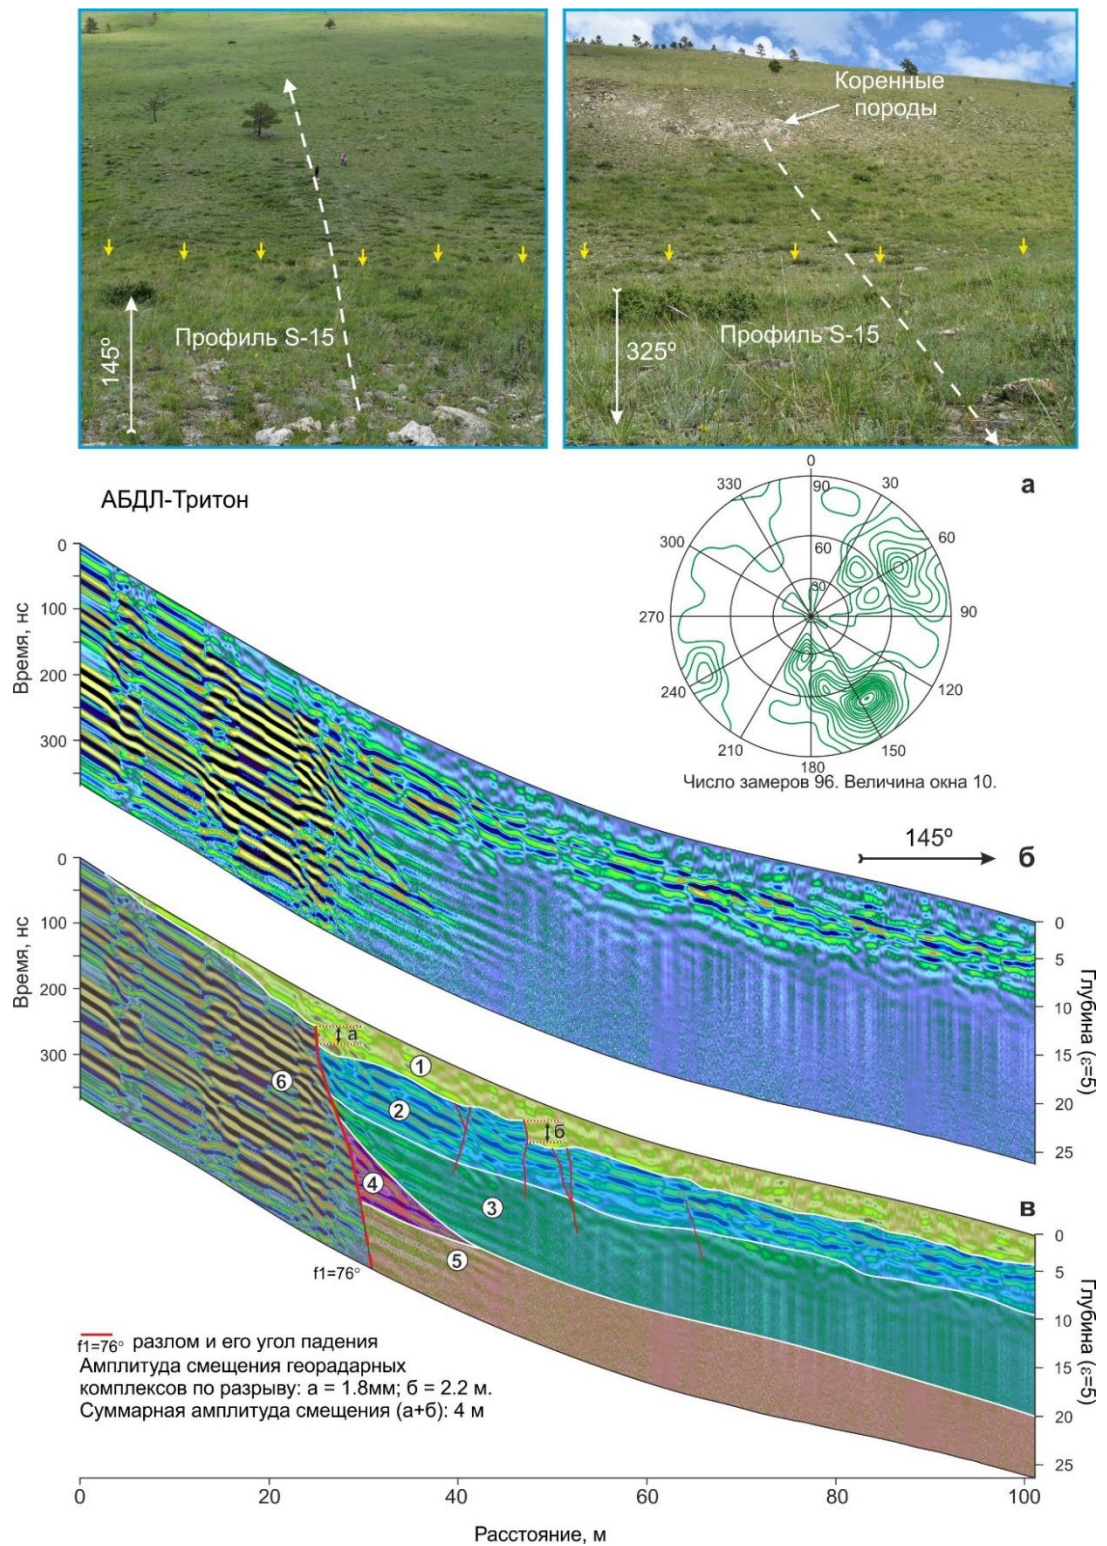 Коренные
породы
Профиль S-15
145º
Профиль S-15
325º
а
0
30
60
90
120
150
180
210
240
270
300
330
90
60
30
Число замеров 96. Величина окна 10.
АБДЛ-Тритон
145º
б
Время, нс
0
100
200
300
0
5
10
15
20
25
Глубина (ε=5)
в
Время, нс
0
100
200
300
а
б
1
2
3
4
5
6
f1=76°
0
5
10
15
20
25
Глубина (ε=5)
f1=76° разлом и его угол падения
Амплитуда смещения георадарных
комплексов по разрыву: а = 1.8мм; б = 2.2 м.
Суммарная амплитуда смещения (а+б): 4 м
0 20 40 60 80 100
Расстояние, м